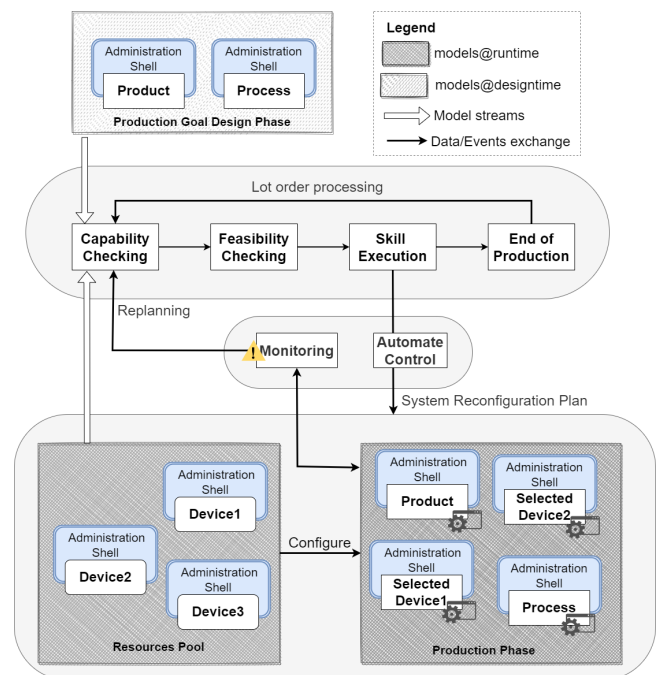 Legend
models@runtime
models@designtime
Model streams
Data/Events exchange
Administration
Shell
Product
Administration
Shell
Process
Production Goal Design Phase
Lot order processing
Capability
Checking
Feasibility
Checking
Skill
Execution
End of
Production
Replanning
Monitoring
Automate
Control
System Reconfiguration Plan
Administration
Shell
Device1
Administration
Shell
Device2
Administration
Shell
Device3
Resources Pool
Configure
Administration
Shell
Product
Administration
Shell
Selected
Device2
Administration
Shell
Selected
Device1
Administration
Shell
Process
Production Phase